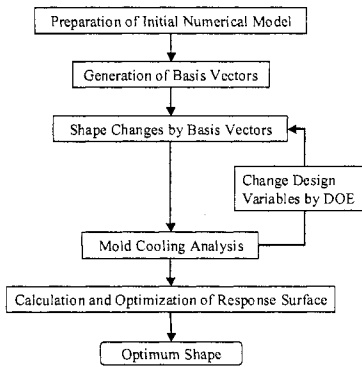 Preparation of Initial Numerical Model
Generation of Basis Vectors
Shape Changes by Basis Vectors
Change Design
Variables by DOE
Mold Cooling Analysis
Calculation and Optimization of Response Surface
Optimum Shape